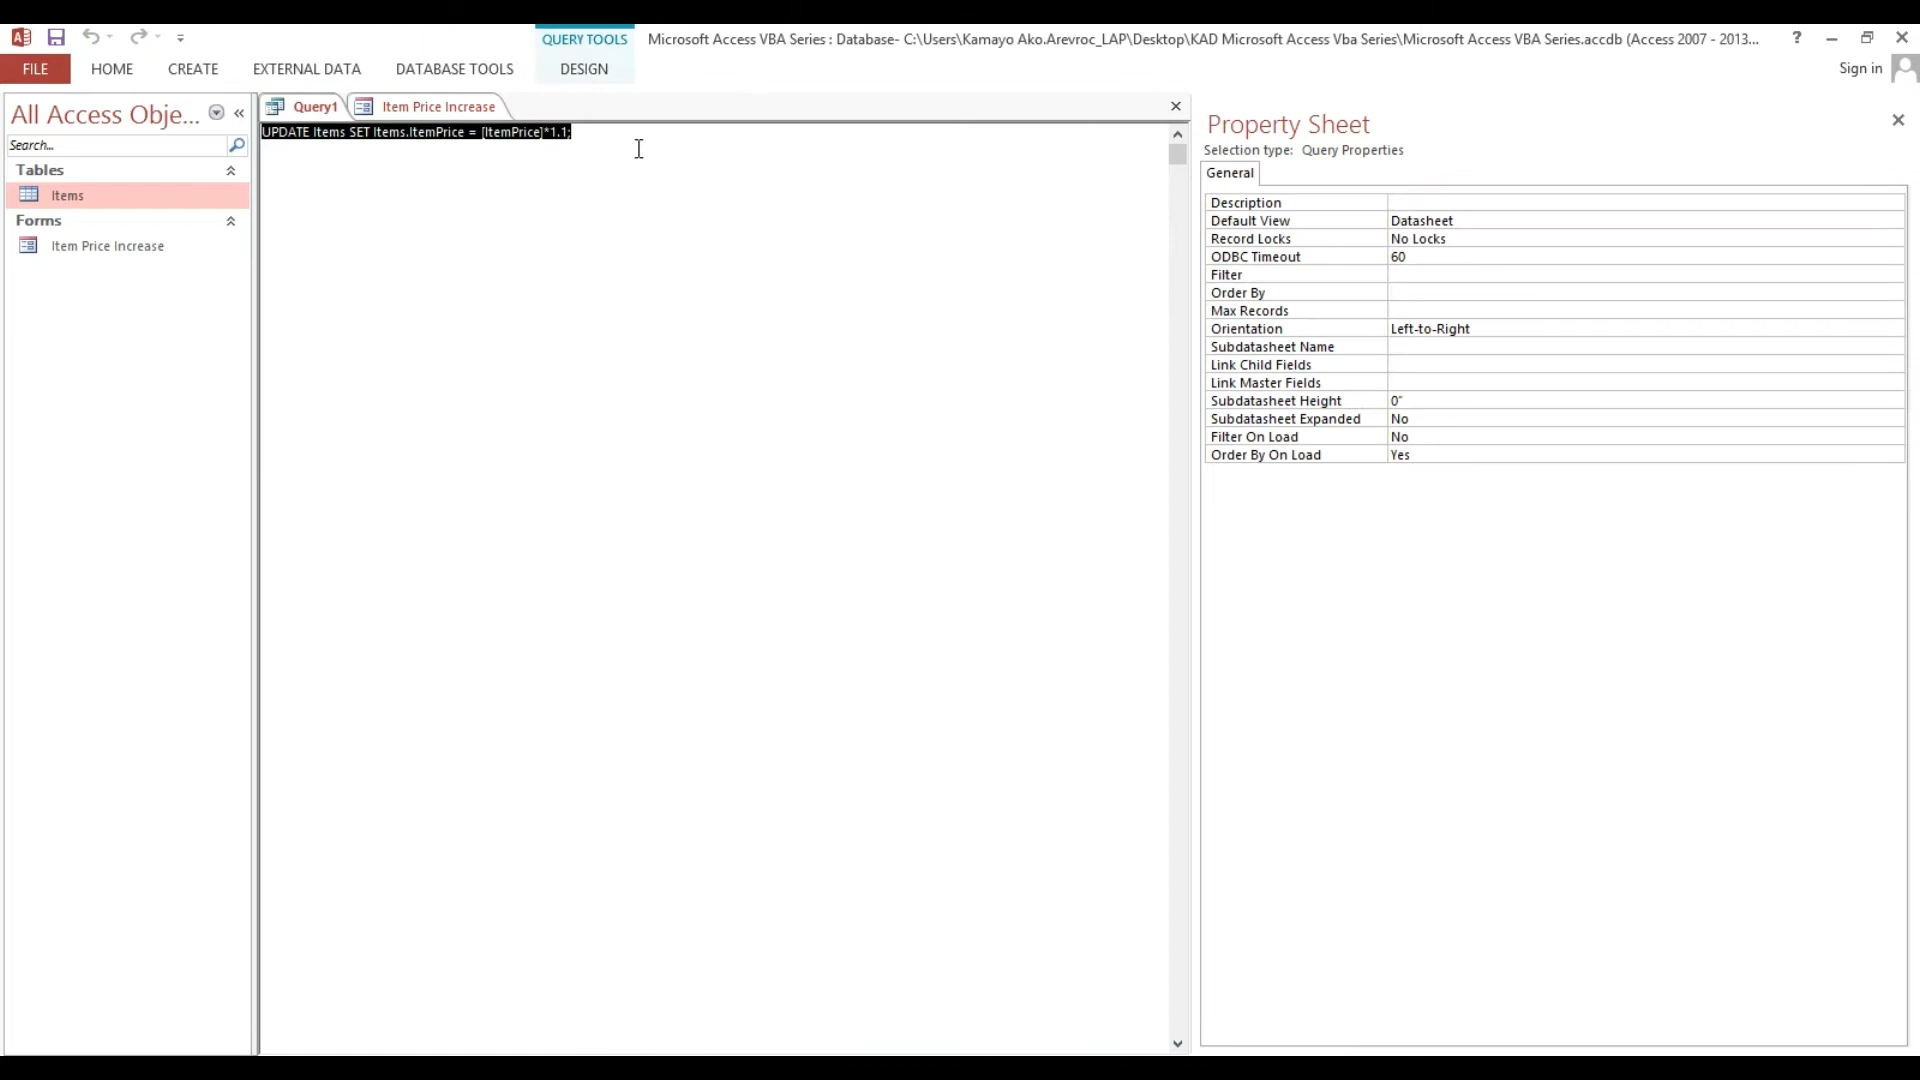 QUERY TOOLS
Microsoft Access VBA Series : Database- C:\Users\Kamayo Ako.Arevroc_LAP\Desktop\KAD Microsoft Access Vba Series\Microsoft Access VBA Series.accdb (Access 2007 - 2013...
?
FILE
HOME
CREATE
EXTERNAL DATA
DATABASE TOOLS
DESIGN
Sign in
All Access Obje...
Search...
Tables
Items
Forms
Item Price Increase
Query1
Item Price Increase
UPDATE Items SET Items.ItemPrice = [ItemPrice]*1.1;
Property Sheet
Selection type: Query Properties
General
Description
Default View Datasheet
Record Locks No Locks
ODBC Timeout 60
Filter
Order By
Max Records
Orientation Left-to-Right
Subdatasheet Name
Link Child Fields
Link Master Fields
Subdatasheet Height 0"
Subdatasheet Expanded No
Filter On Load No
Order By On Load Yes